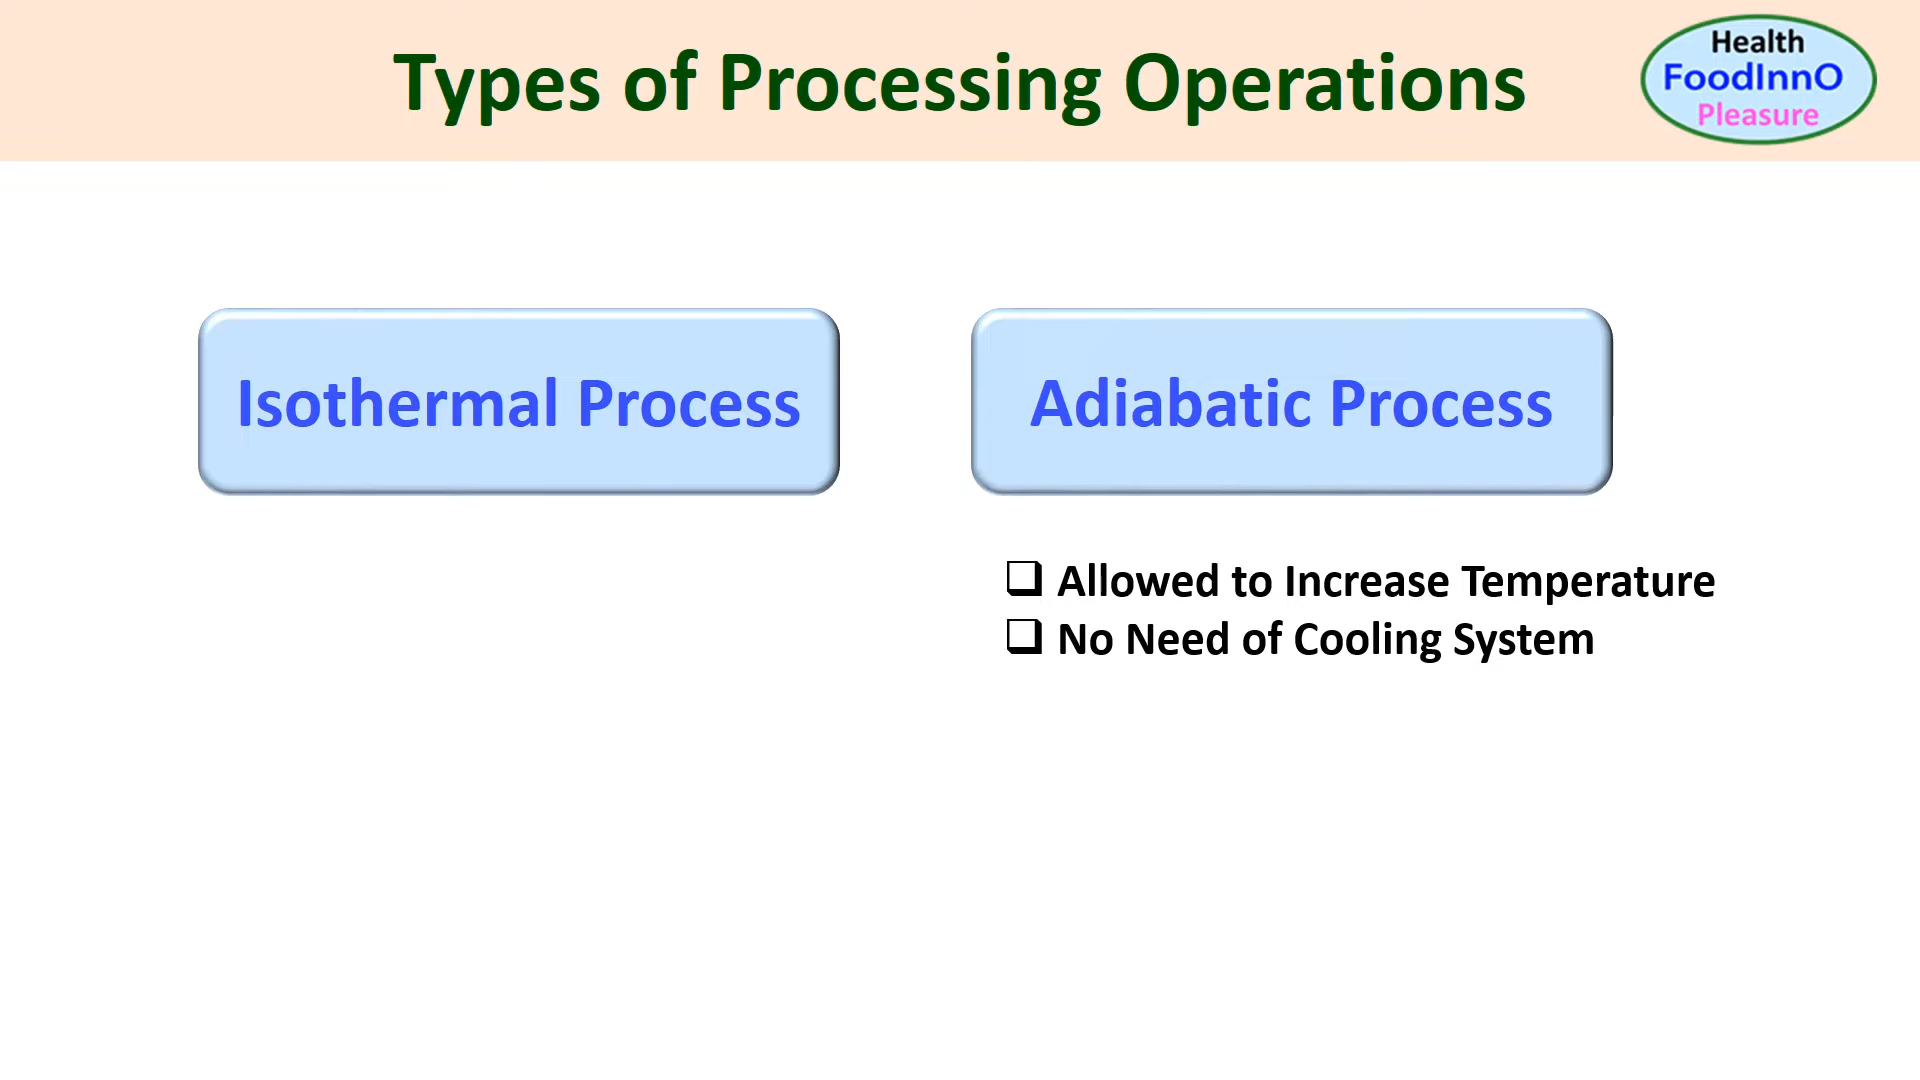 Types of Processing Operations
Health
FoodInnO
Pleasure
Isothermal Process
Adiabatic Process
❑ Allowed to Increase Temperature
❑ No Need of Cooling System